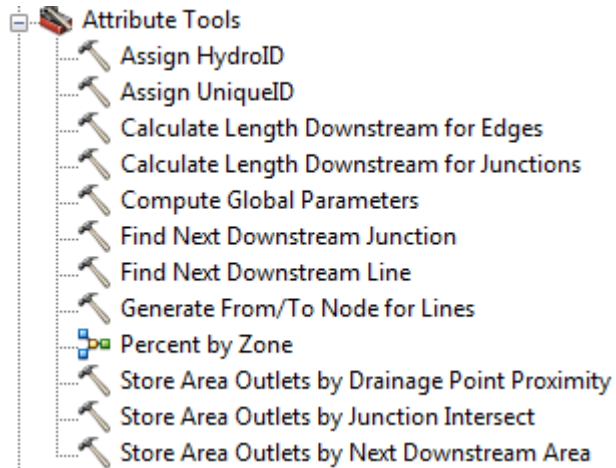 Attribute Tools
Assign HydroID
Assign UniqueID
Calculate Length Downstream for Edges
Calculate Length Downstream for Junctions
Compute Global Parameters
Find Next Downstream Junction
Find Next Downstream Line
Generate From/To Node for Lines
Percent by Zone
Store Area Outlets by Drainage Point Proximity
Store Area Outlets by Junction Intersect
Store Area Outlets by Next Downstream Area